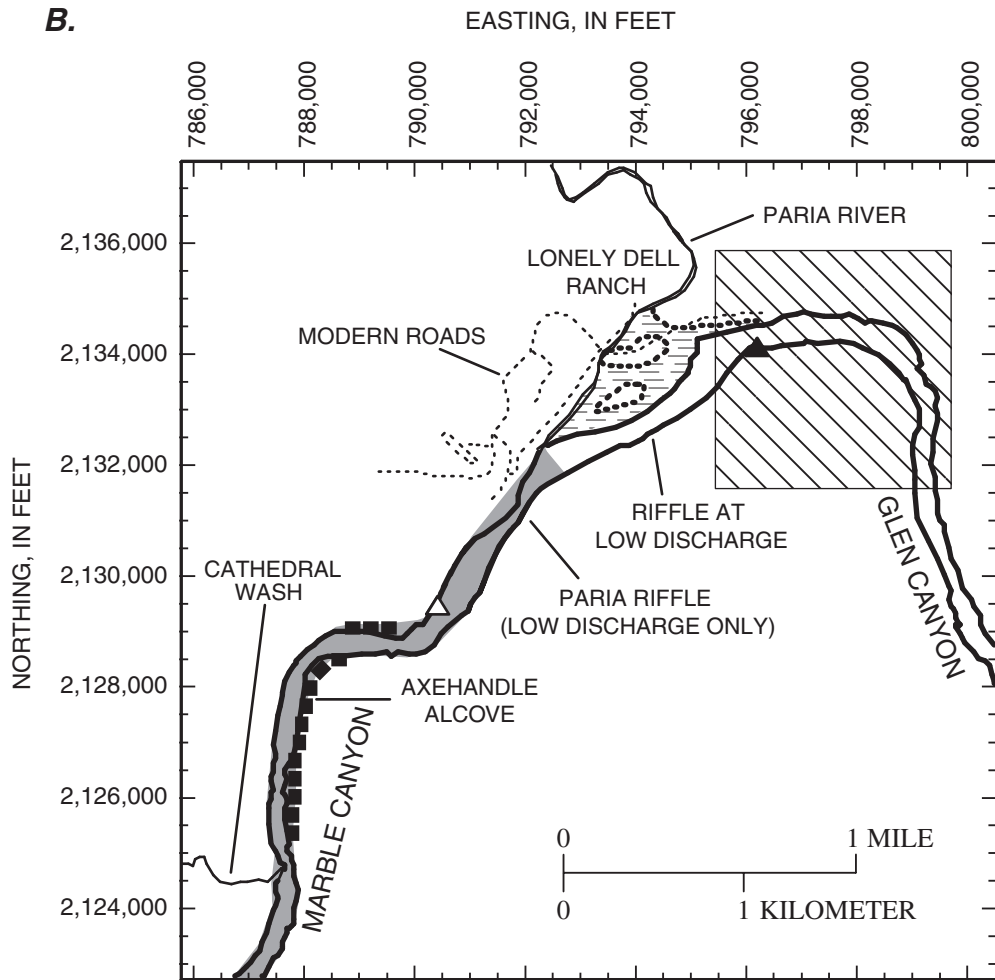 B.
EASTING, IN FEET
786,000
788,000
790,000
792,000
794,000
796,000
798,000
800,000
NORTHING, IN FEET
2,136,000
2,134,000
2,132,000
2,130,000
2,128,000
2,126,000
2,124,000
PARIA RIVER
LONELY DELL
RANCH
MODERN ROADS
RIFFLE AT
LOW DISCHARGE
GLEN CANYON
PARIA RIFFLE
(LOW DISCHARGE ONLY)
CATHEDRAL
WASH
AXEHANDLE
ALCOVE
MARBLE CANYON
0 1 MILE
0 1 KILOMETER